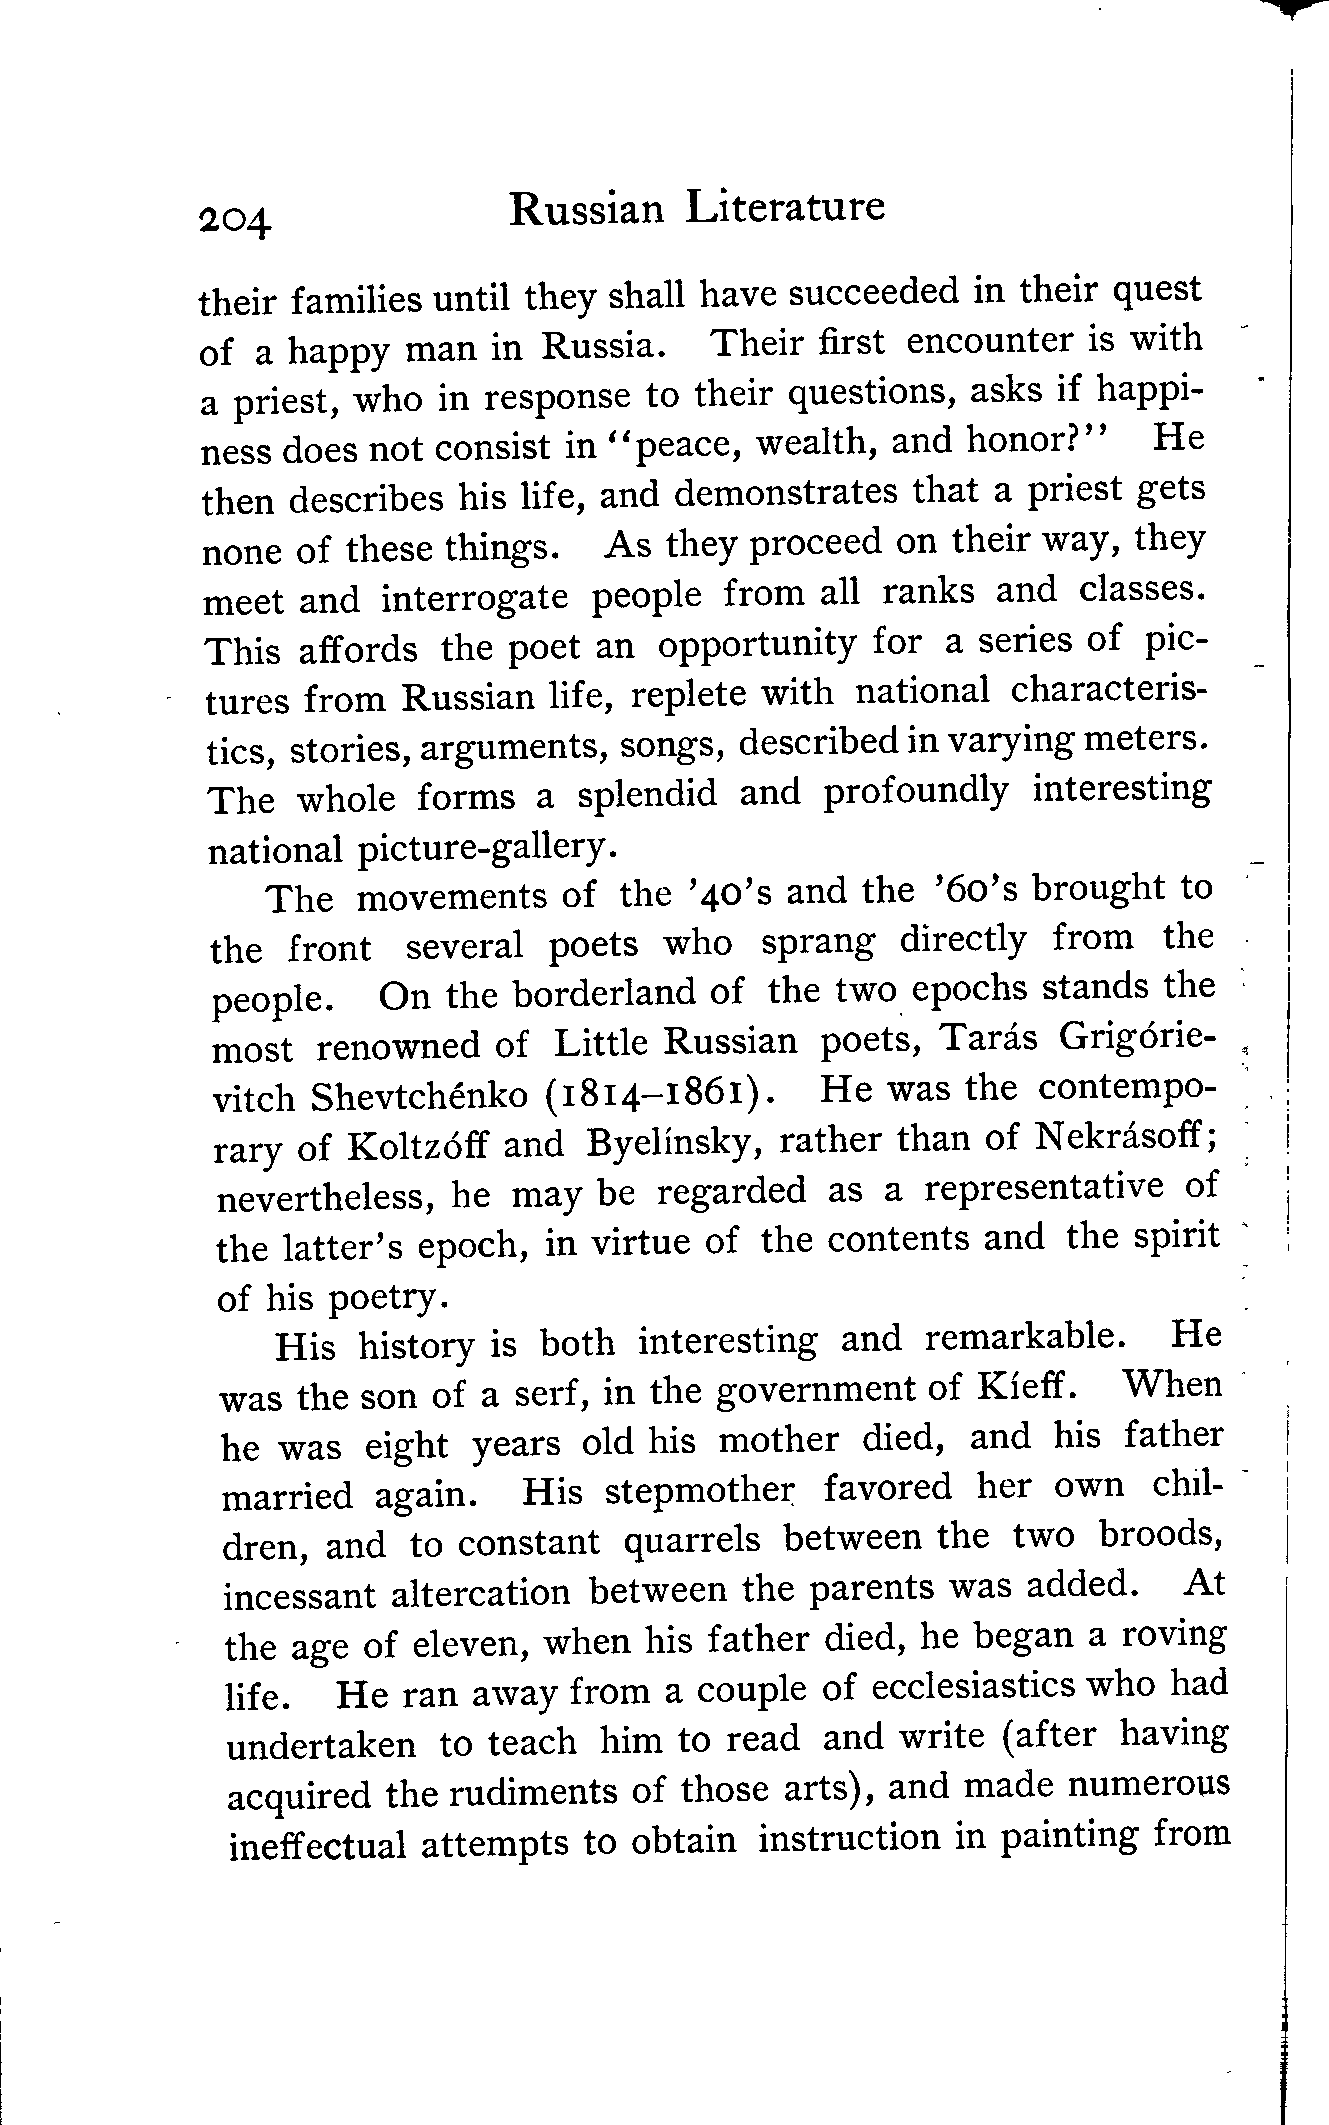 204 Russian Literature
their families until they shall have succeeded in their quest
of a happy man in Russia. Their first encounter is with
a priest, who in response to their questions, asks if happi-
ness does not consist in “peace, wealth, and honor?” He
then describes his life, and demonstrates that a priest gets
none of these things. As they proceed on their way, they
meet and interrogate people from all ranks and classes.
This affords the poet an opportunity for a series of pic-
tures from Russian life, replete with national characteris-
tics, stories, arguments, songs, described in varying meters.
The whole forms a splendid and profoundly interesting
national picture-gallery.
The movements of the ’40’s and the ’60’s brought to
the front several poets who sprang directly from the
people. On the borderland of the two epochs stands the
most renowned of Little Russian poets, Tarás Grigórie-
vitch Shevtchénko (1814–1861). He was the contempo-
rary of Koltzóff and Byelínsky, rather than of Nekrásoff;
nevertheless, he may be regarded as a representative of
the latter’s epoch, in virtue of the contents and the spirit
of his poetry.
His history is both interesting and remarkable. He
was the son of a serf, in the government of Kíeff. When
he was eight years old his mother died, and his father
married again. His stepmother favored her own chil-
dren, and to constant quarrels between the two broods,
incessant altercation between the parents was added. At
the age of eleven, when his father died, he began a roving
life. He ran away from a couple of ecclesiastics who had
undertaken to teach him to read and write (after having
acquired the rudiments of those arts), and made numerous
ineffectual attempts to obtain instruction in painting from